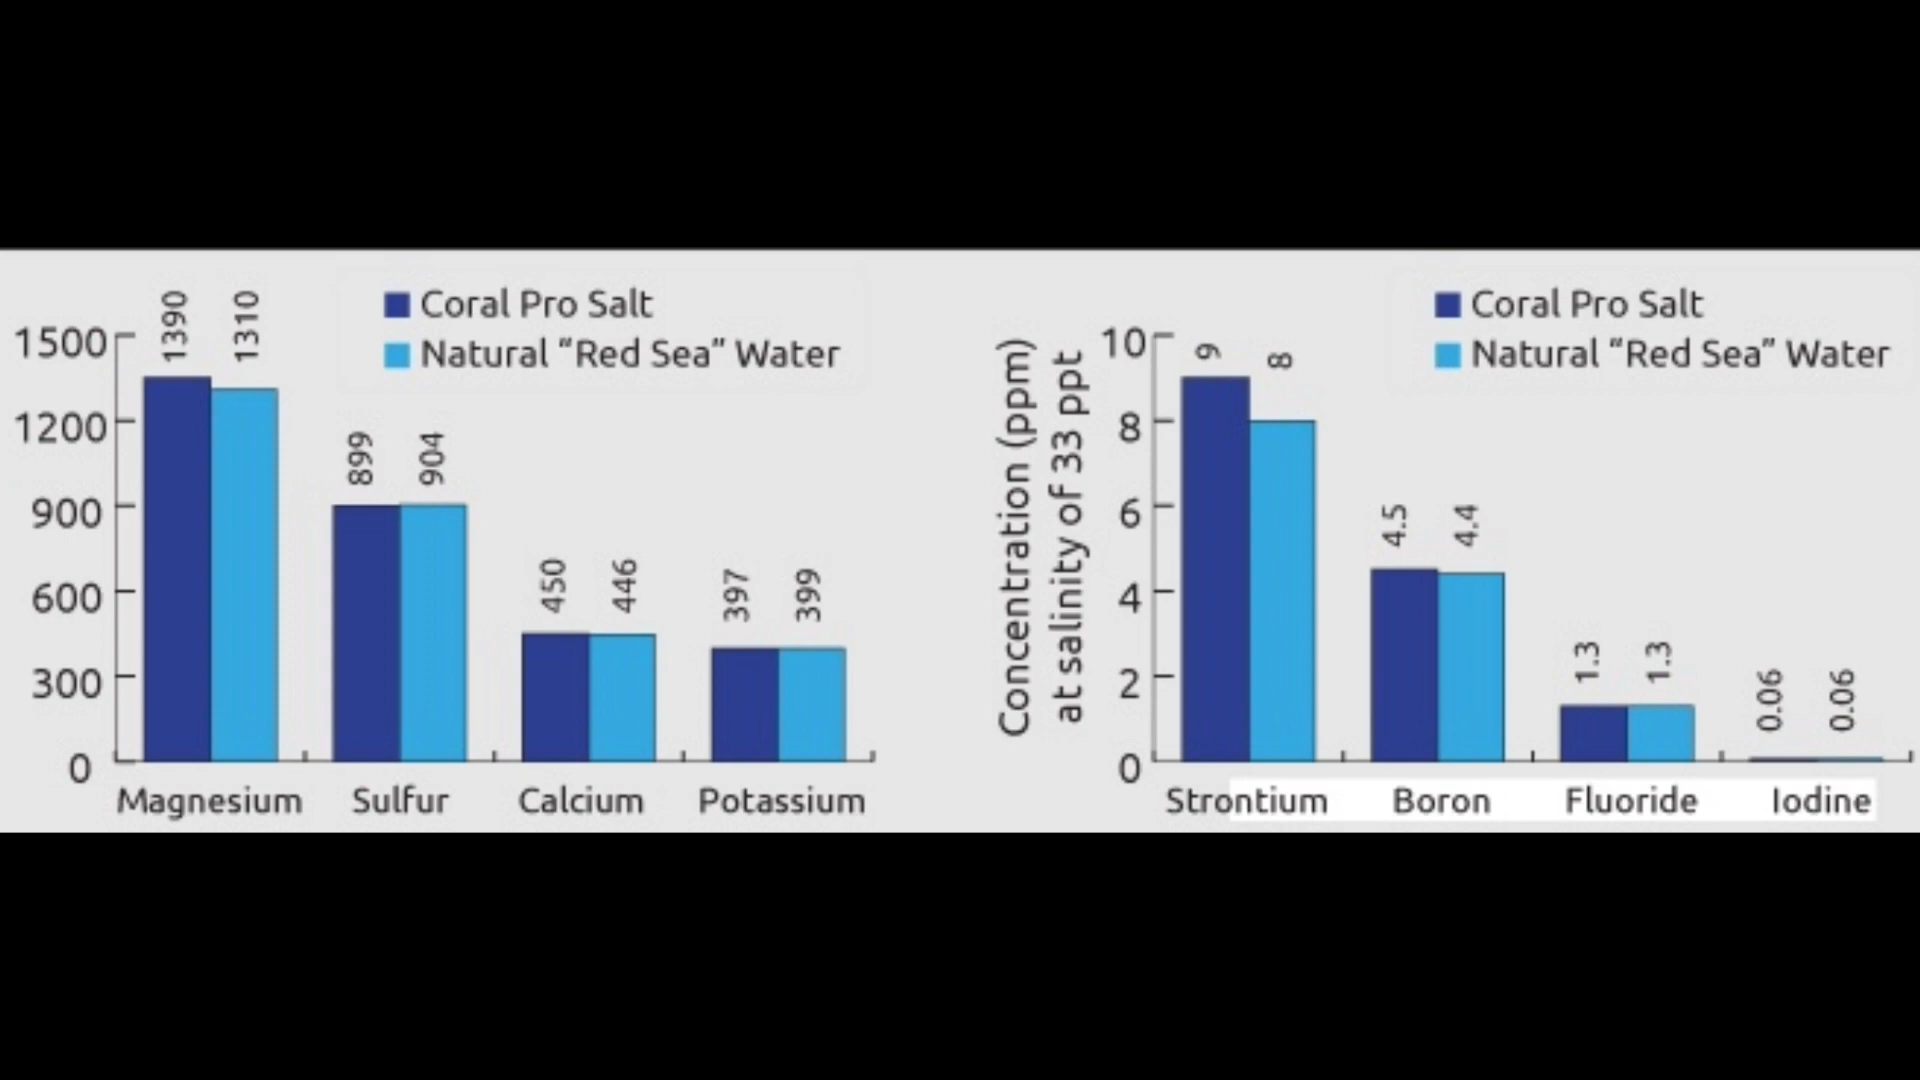 Coral Pro Salt
Natural “Red Sea” Water
1500
1200
900
600
300
0
1390
1310
899
904
450
446
397
399
Magnesium
Sulfur
Calcium
Potassium
Concentration (ppm)
at salinity of 33 ppt
Coral Pro Salt
Natural “Red Sea” Water
10
8
6
4
2
0
9
8
4.5
4.4
1.3
1.3
0.06
0.06
Strontium
Boron
Fluoride
Iodine